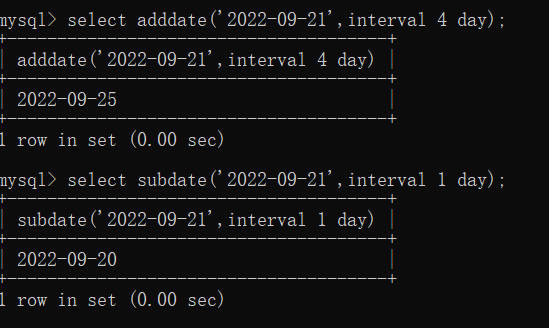 mysql> select adddate('2022-09-21',interval 4 day);
+--------------------------------------+
| adddate('2022-09-21',interval 4 day) |
+--------------------------------------+
| 2022-09-25                           |
+--------------------------------------+
1 row in set (0.00 sec)
mysql> select subdate('2022-09-21',interval 1 day);
+--------------------------------------+
| subdate('2022-09-21',interval 1 day) |
+--------------------------------------+
| 2022-09-20                           |
+--------------------------------------+
1 row in set (0.00 sec)